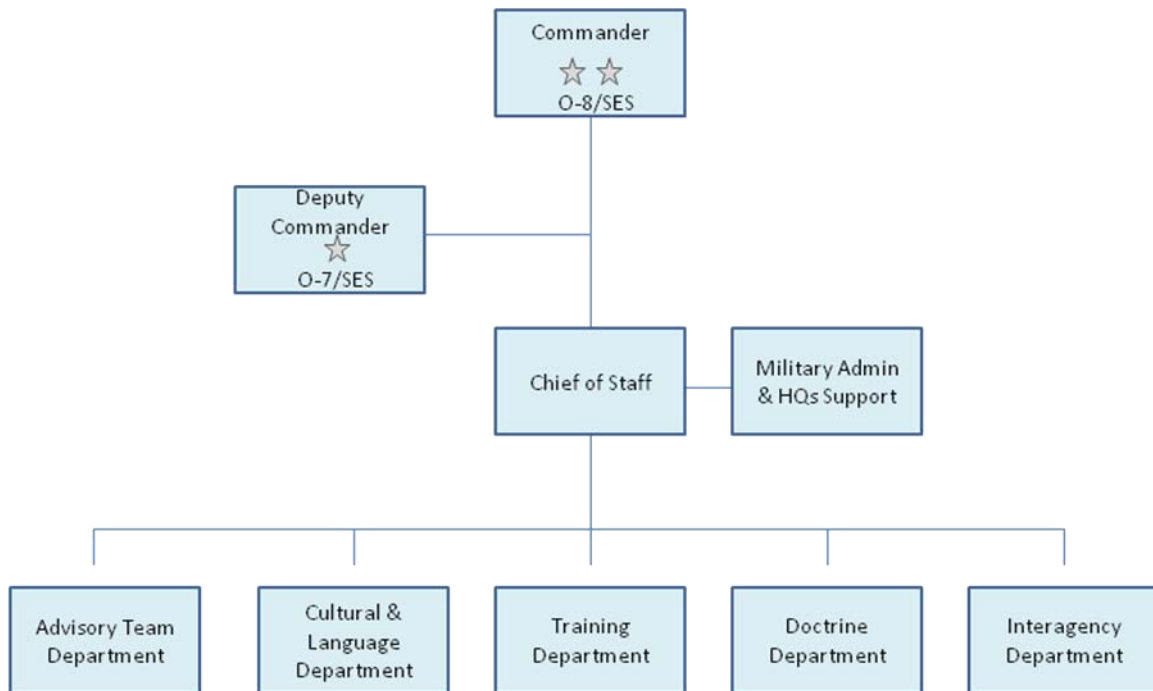 Commander
O-8/SES
Deputy
Commander
O-7/SES
Chief of Staff
Military Admin
& HQs Support
Advisory Team
Department
Cultural &
Language
Department
Training
Department
Doctrine
Department
Interagency
Department